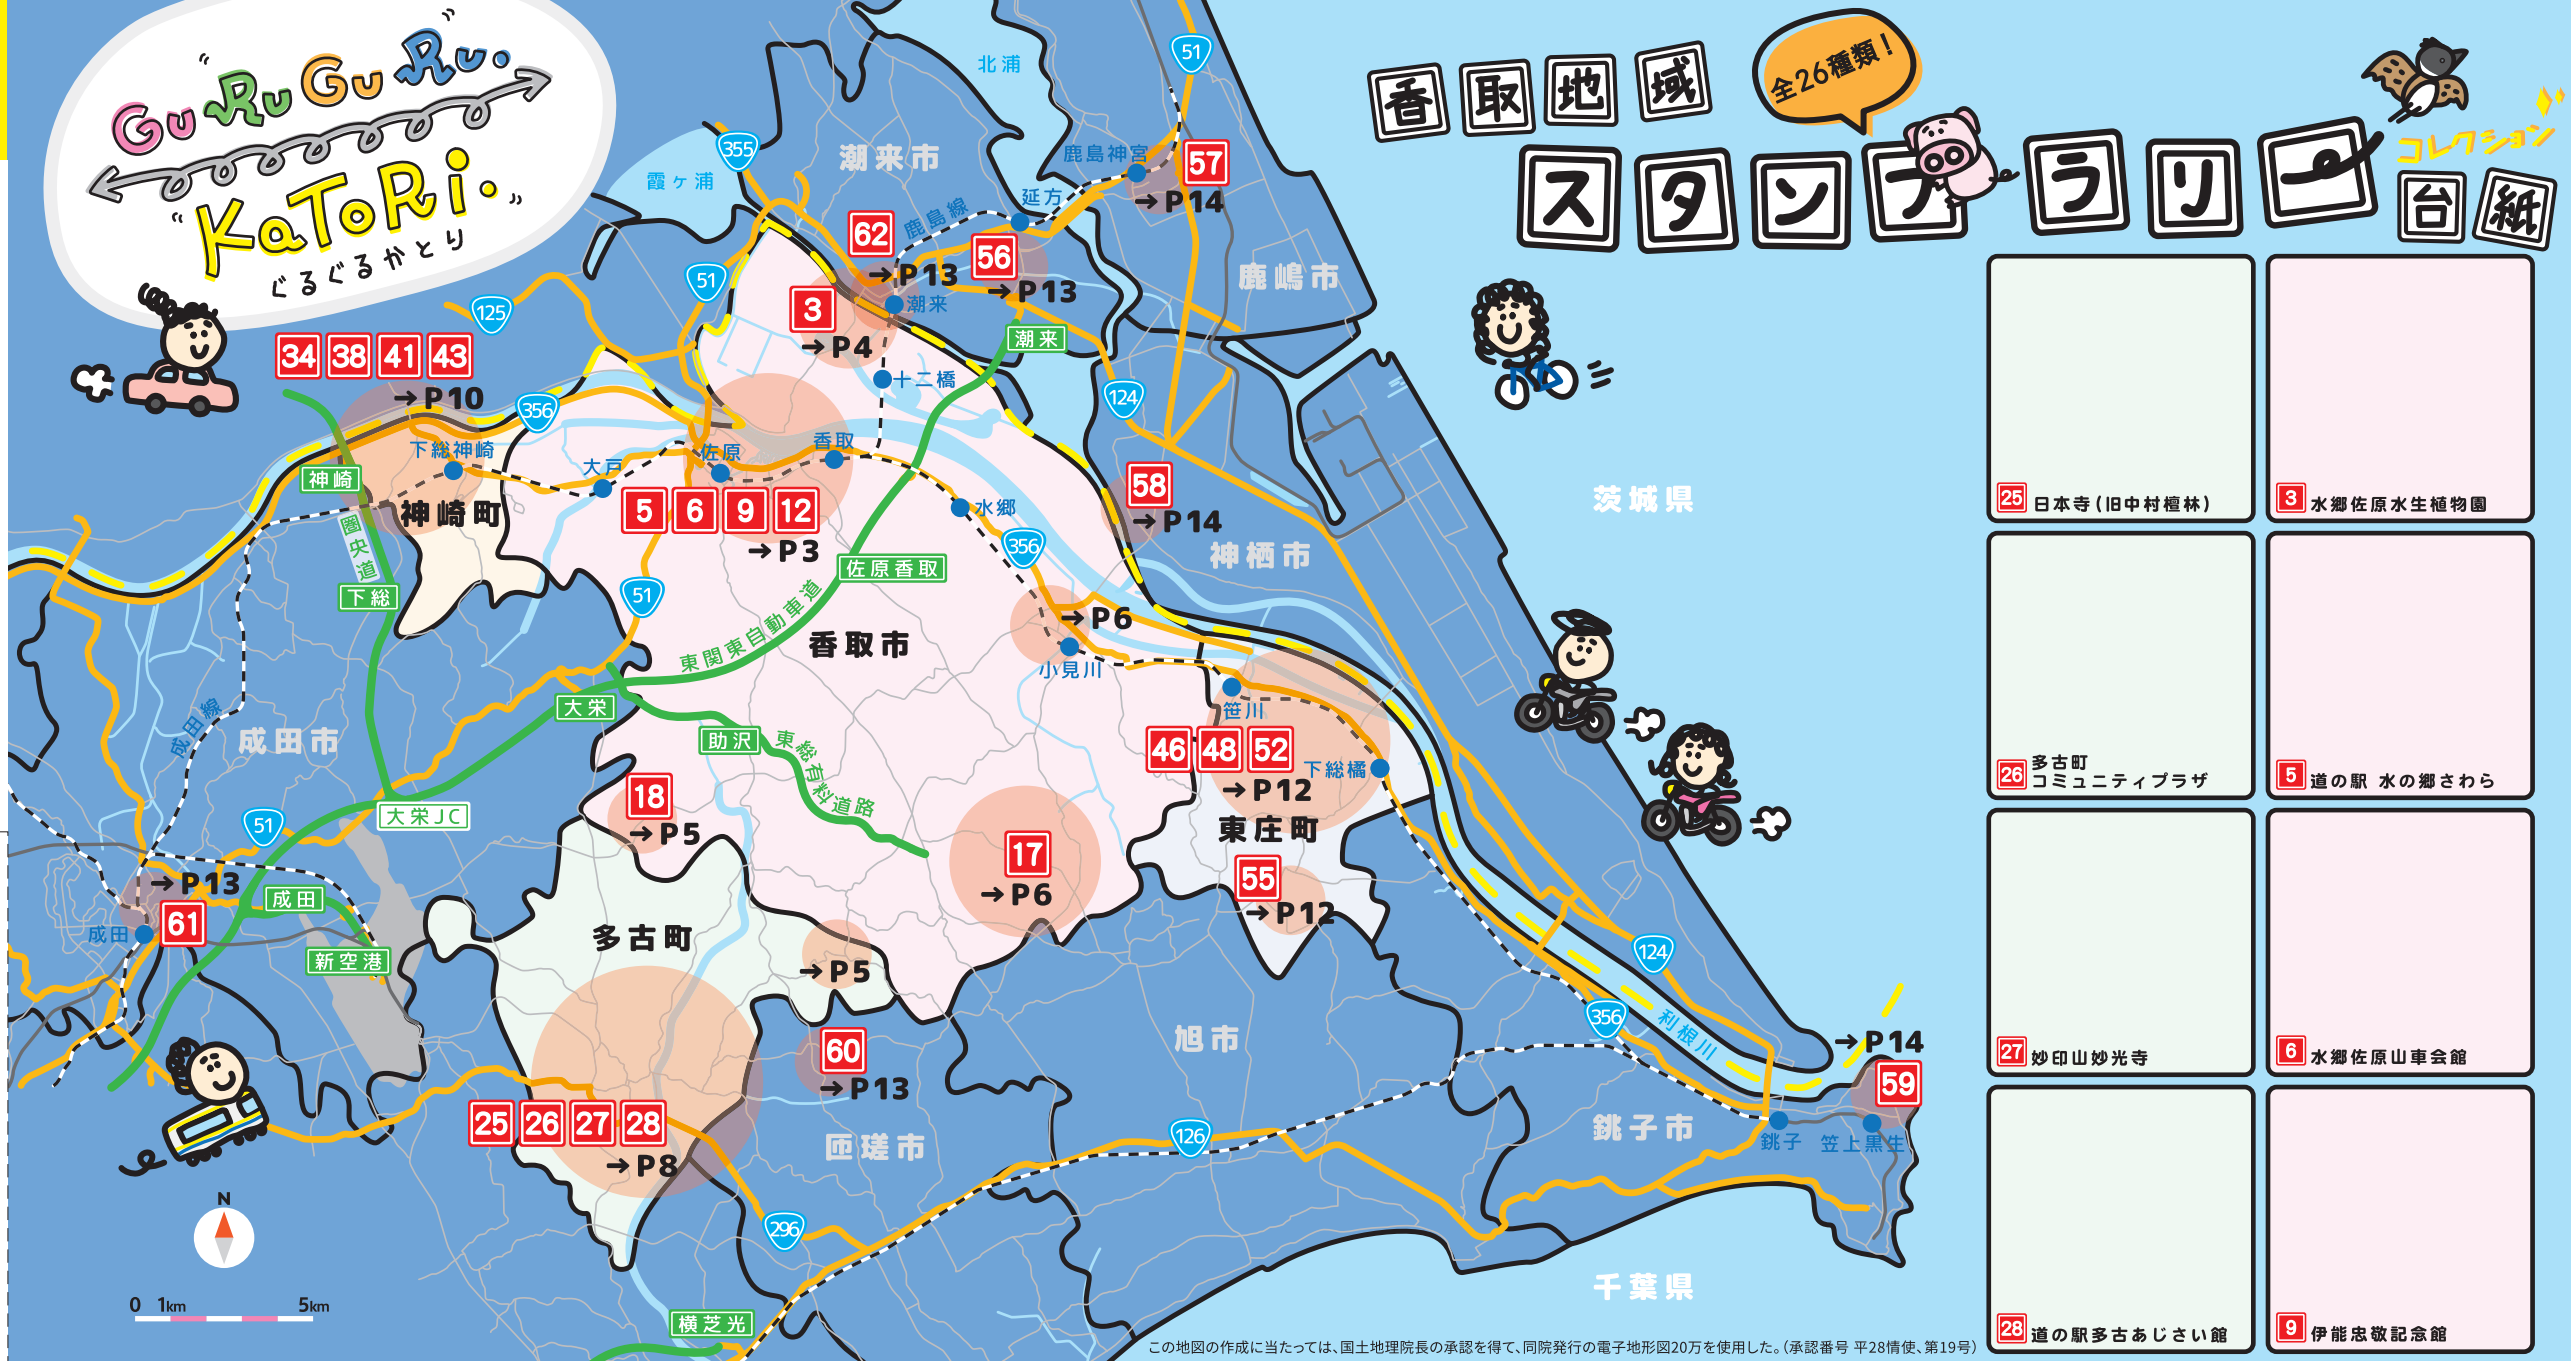 GuRuGuRu.
KaToRi.
ぐるぐるかとり
香取地域
全26種類！
スタンプラリー
コレクション
台紙
北浦
51
355
霞ヶ浦
潮来市
鹿島神宮
57
→P14
延方
鹿島線
62
→P13
56
→P13
鹿嶋市
51
125
3
→P4
潮来
潮来
34 38 41 43
→P10
356
十二橋
124
下総神崎
神崎
大戸
佐原
香取
神崎町
5 6 9 12
→P3
水郷
58
→P14
茨城県
神栖市
圏央道
下総
51
佐原香取
356
東関東自動車道
香取市
→P6
小見川
成田線
成田市
大栄
助沢
東総有料道路
笹川
46 48 52
→P12
下総橘
18
→P5
大栄JC
51
東庄町
17
→P6
55
→P12
→P13
61
成田
成田
新空港
多古町
→P5
124
356
利根川
旭市
→P14
59
60
→P13
25 26 27 28
→P8
匝瑳市
126
銚子市
銚子
笠上黒生
296
N
0 1km 5km
横芝光
千葉県
この地図の作成に当たっては、国土地理院長の承認を得て、同院発行の電子地形図20万を使用した。（承認番号 平28情使、第19号）
25 日本寺（旧中村檀林）
3 水郷佐原水生植物園
26 多古町
コミュニティプラザ
5 道の駅 水の郷さわら
27 妙印山妙光寺
6 水郷佐原山車会館
28 道の駅多古あじさい館
9 伊能忠敬記念館